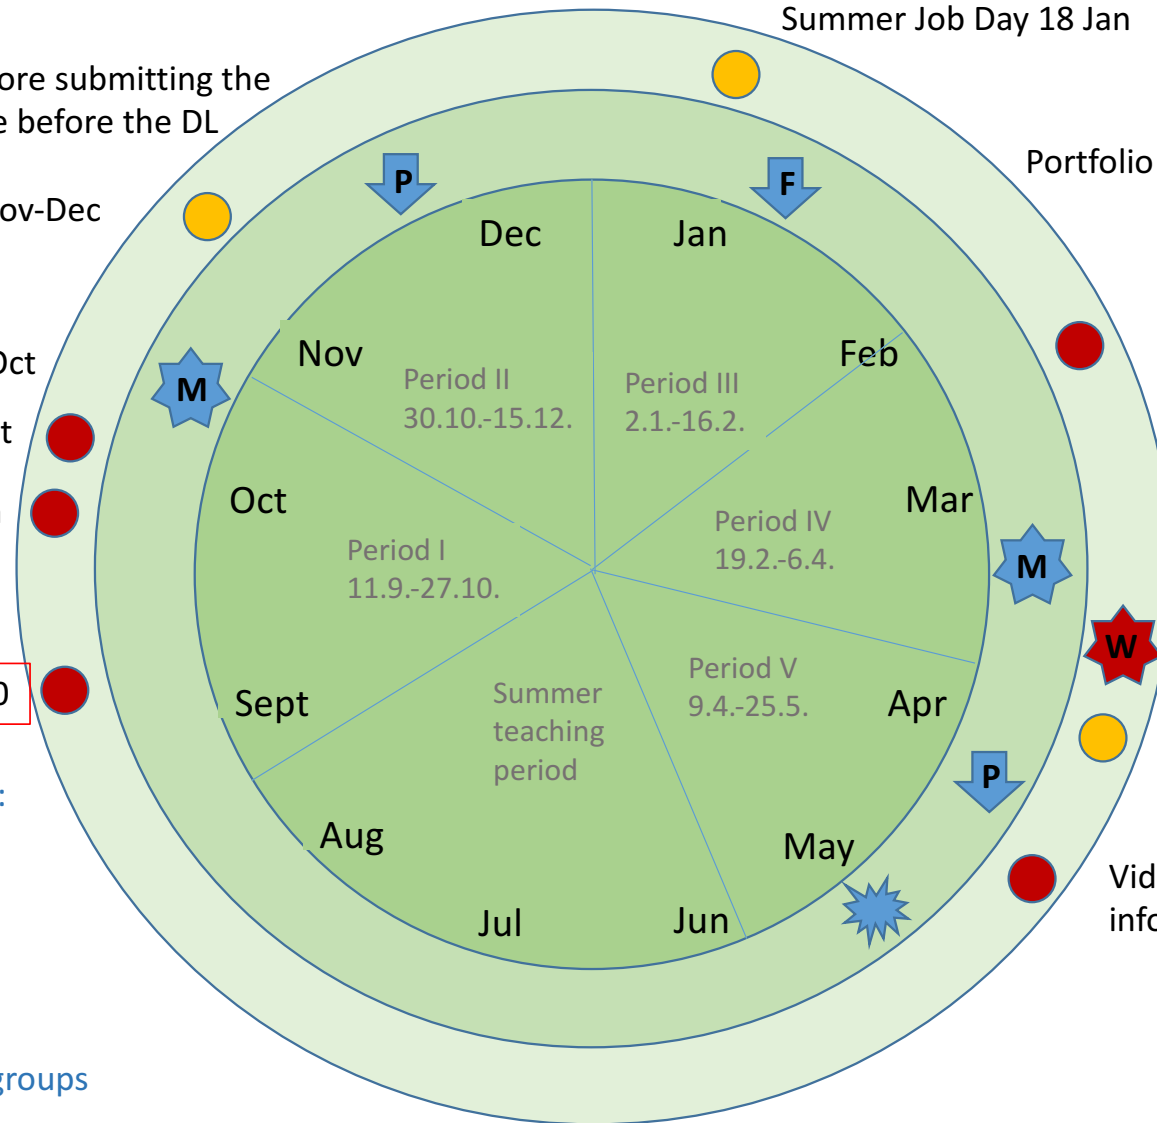 Summer Job Day 18 Jan
ore submitting the
e before the DL
Portfolio
P
F
ov-Dec
Dec
Jan
Oct
Nov
Feb
M
Period II
30.10.-15.12.
Period III
2.1.-16.2.
t
Oct
Mar
Period I
11.9.-27.10.
Period IV
19.2.-6.4.
M
W
0
Sept
Summer
teaching
period
Period V
9.4.-25.5.
Apr
P
:
Aug
May
Vid
info
Jul
Jun
groups